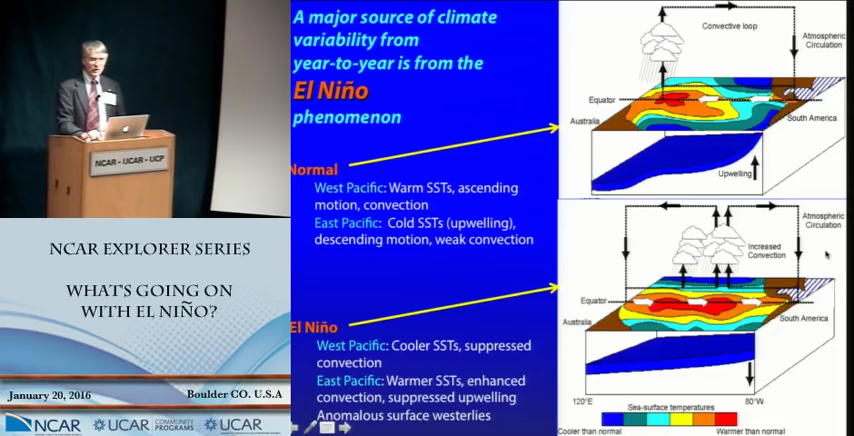 NCAR - UCAR - UCP
NCAR EXPLORER SERIES
WHAT'S GOING ON
WITH EL NIÑO?
January 20, 2016
Boulder CO. U.S.A
NCAR
UCAR
COMMUNITY
PROGRAMS
UCAR
A major source of climate
variability from
year-to-year is from the
El Niño
phenomenon
Normal
West Pacific: Warm SSTs, ascending
motion, convection
East Pacific: Cold SSTs (upwelling),
descending motion, weak convection
El Niño
West Pacific: Cooler SSTs, suppressed
convection
East Pacific: Warmer SSTs, enhanced
convection, suppressed upwelling
Anomalous surface westerlies
Convective loop
Atmospheric
Circulation
Equator
Australia
South America
Upwelling
Atmospheric
Circulation
Increased
Convection
Equator
Australia
South America
120°E
80°W
Sea-surface temperatures
Cooler than normal
Warmer than normal